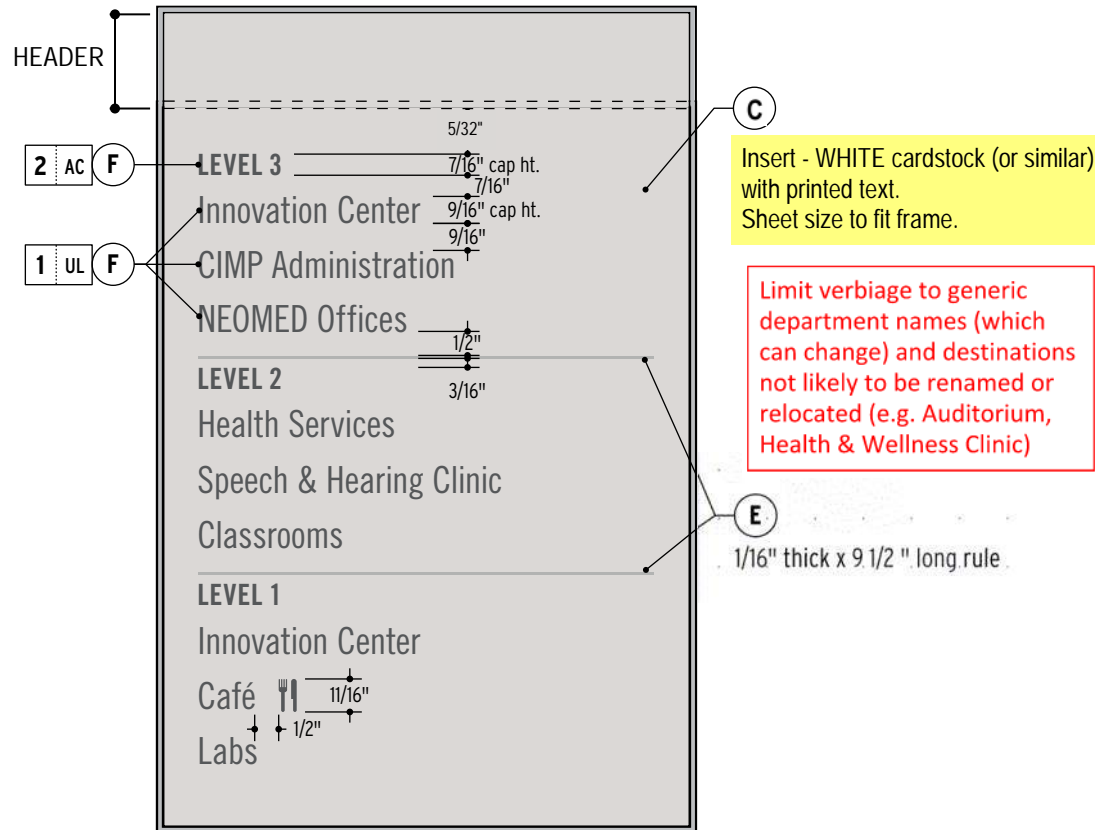 HEADER
5/32"
C
2 AC F
LEVEL 3
7/16" cap ht.
7/16"
Innovation Center
9/16" cap ht.
9/16"
1 UL F
CIMP Administration
NEOMED Offices
1/2"
LEVEL 2
3/16"
Health Services
Speech & Hearing Clinic
Classrooms
LEVEL 1
Innovation Center
Café
11/16"
1/2"
Labs
Insert - WHITE cardstock (or similar)
with printed text.
Sheet size to fit frame.
Limit verbiage to generic
department names (which
can change) and destinations
not likely to be renamed or
relocated (e.g. Auditorium,
Health & Wellness Clinic)
E
1/16" thick x 9 1/2 " long rule